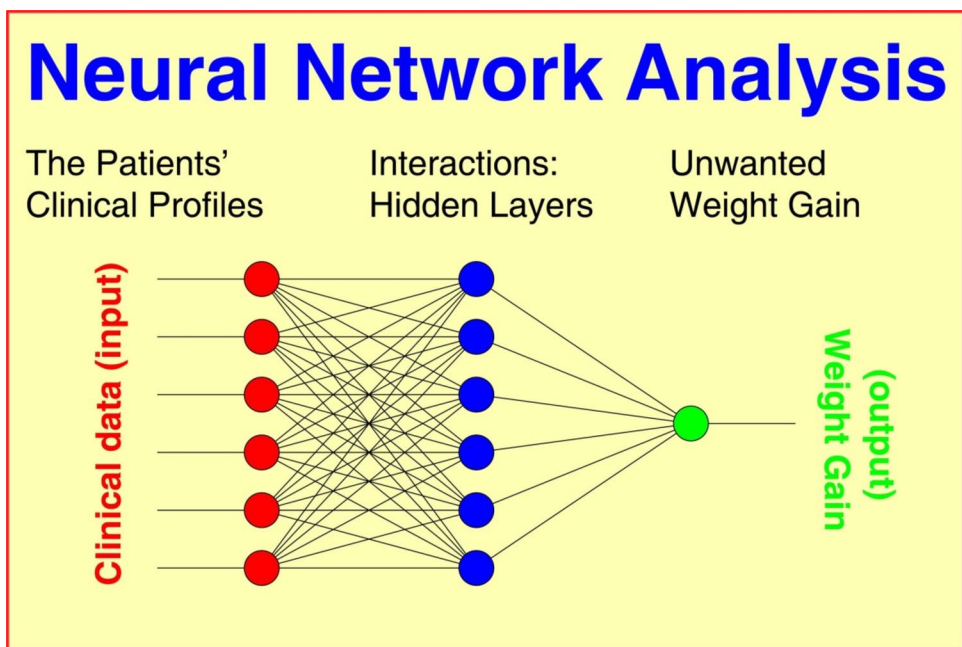 Neural Network Analysis
The Patients’
Clinical Profiles
Interactions:
Hidden Layers
Unwanted
Weight Gain
Clinical data (input)
Weight Gain
(output)